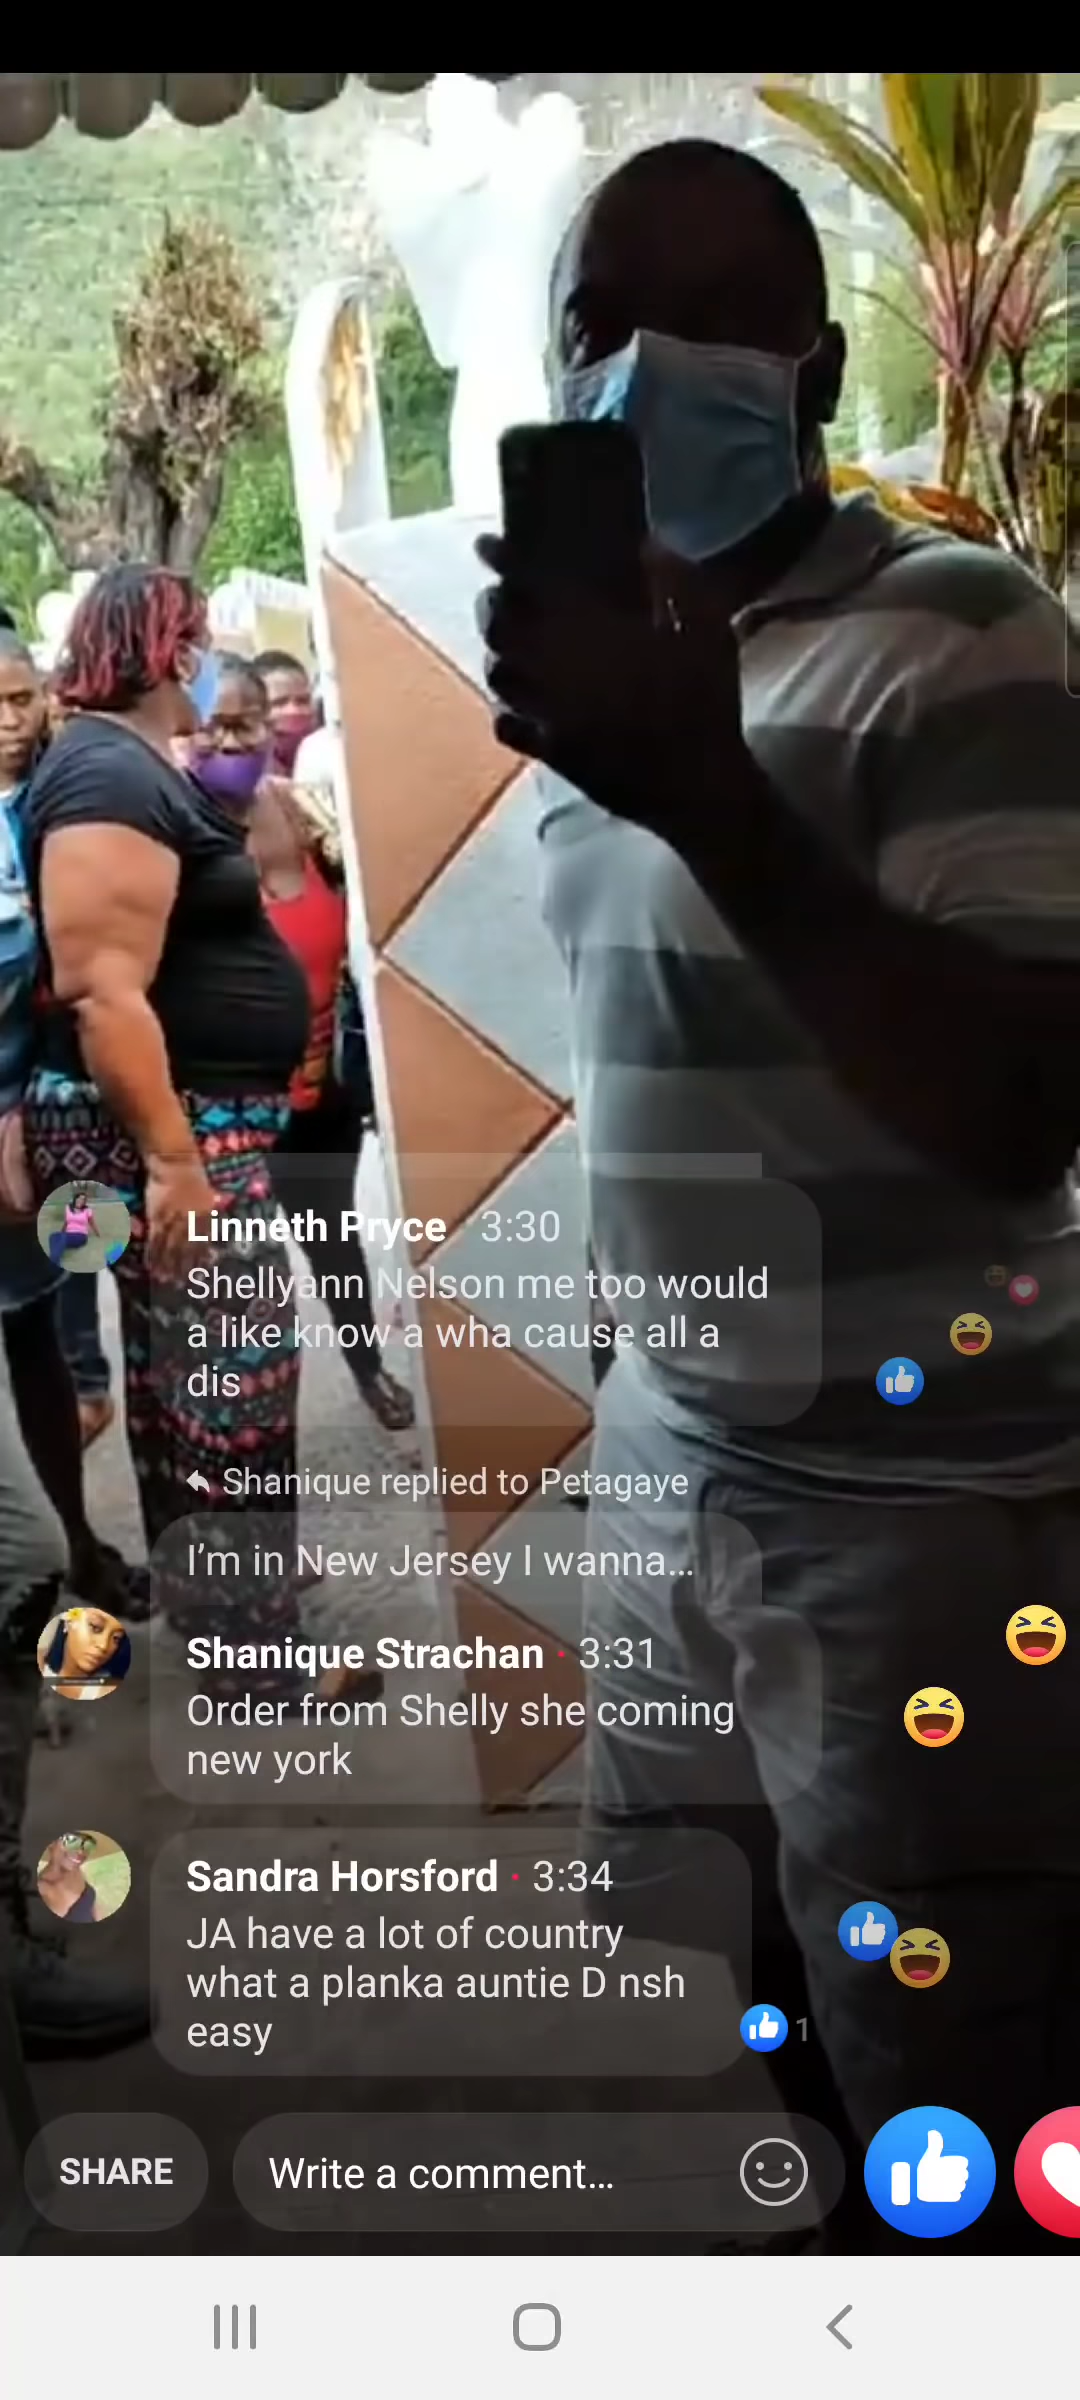 Linneth Pryce 3:30
Shellyann Nelson me too would
a like know a wha cause all a
dis
Shanique replied to Petagaye
I'm in New Jersey I wanna...
Shanique Strachan · 3:31
Order from Shelly she coming
new york
Sandra Horsford · 3:34
JA have a lot of country
what a planka auntie D nsh
easy
1
SHARE
Write a comment...